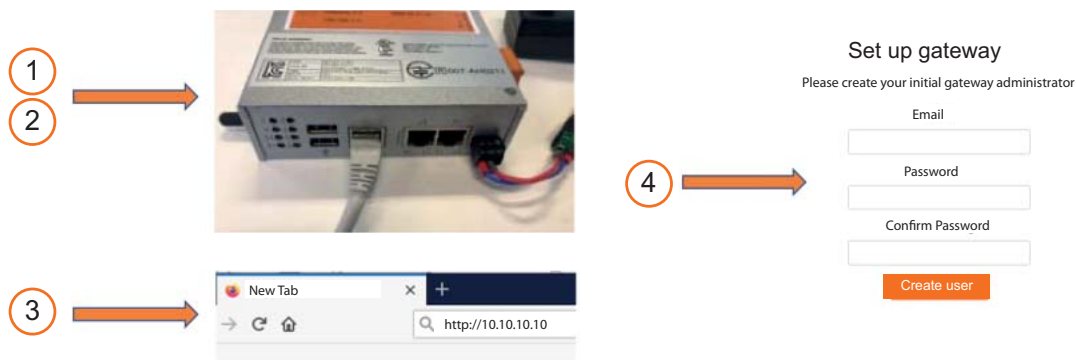 1
2
3
New Tab
http://10.10.10.10
4
Set up gateway
Please create your initial gateway administrator
Email
Password
Confirm Password
Create user